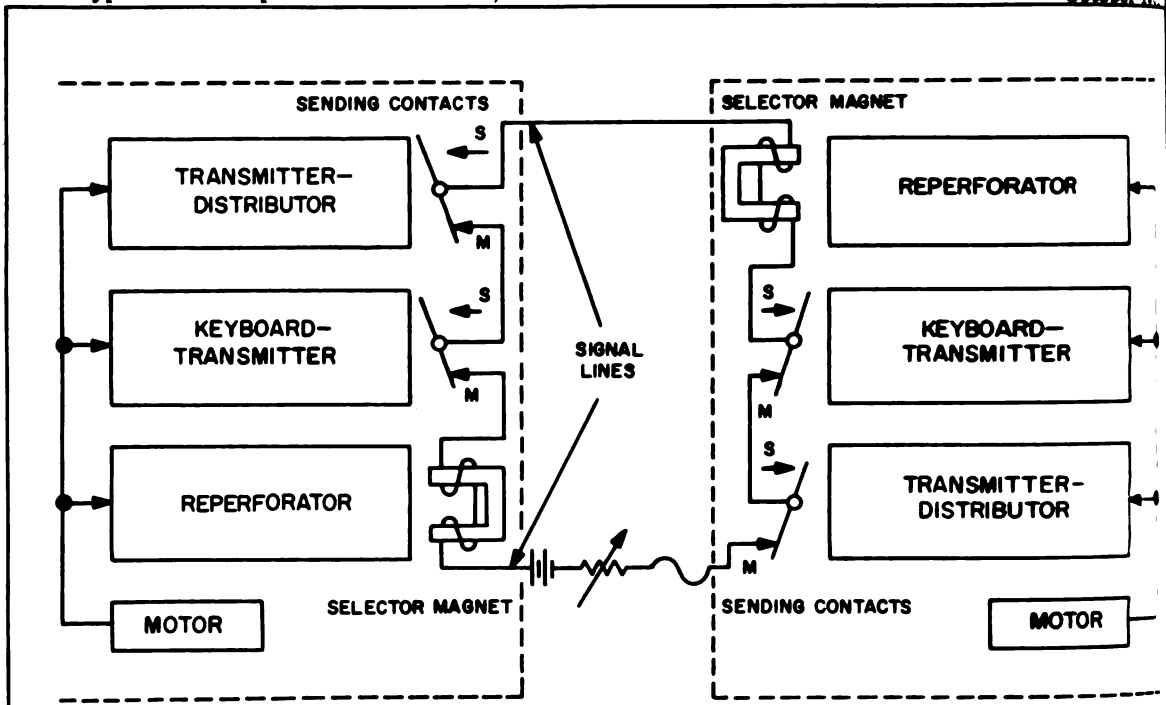 SENDING CONTACTS
SELECTOR MAGNET
S
TRANSMITTER-
DISTRIBUTOR
REPERFORATOR
M
S
S
KEYBOARD-
TRANSMITTER
SIGNAL
LINES
KEYBOARD-
TRANSMITTER
M
M
S
REPERFORATOR
TRANSMITTER-
DISTRIBUTOR
M
SELECTOR MAGNET
SENDING CONTACTS
MOTOR
MOTOR